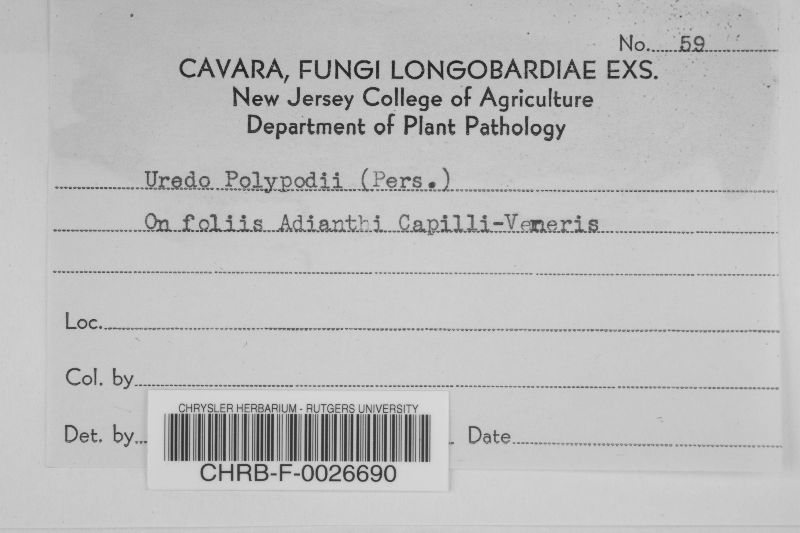 No. 59
CAVARA, FUNGI LONGOBARDIAE EXS.
New Jersey College of Agriculture
Department of Plant Pathology
Uredo Polypodii (Pers.)
On foliis Adianthi Capilli-Veneris
Loc.
Col. by
Det. by
Date
CHRYSLER HERBARIUM - RUTGERS UNIVERSITY
CHRB-F-0026690